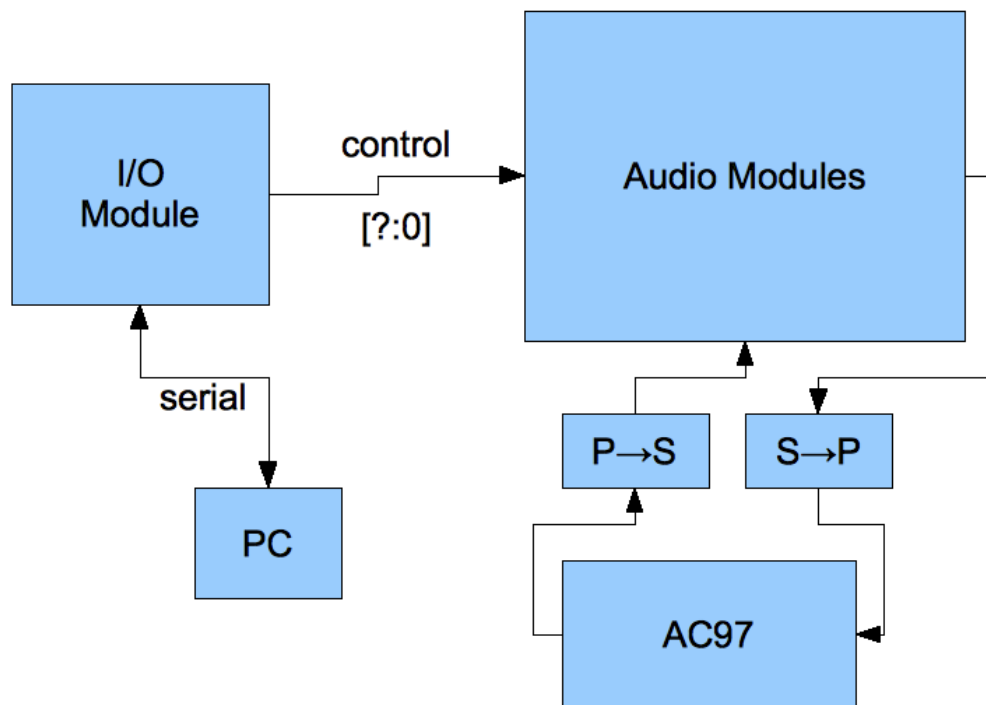 I/O
Module
control
[?:0]
Audio Modules
serial
PC
P→S
S→P
AC97